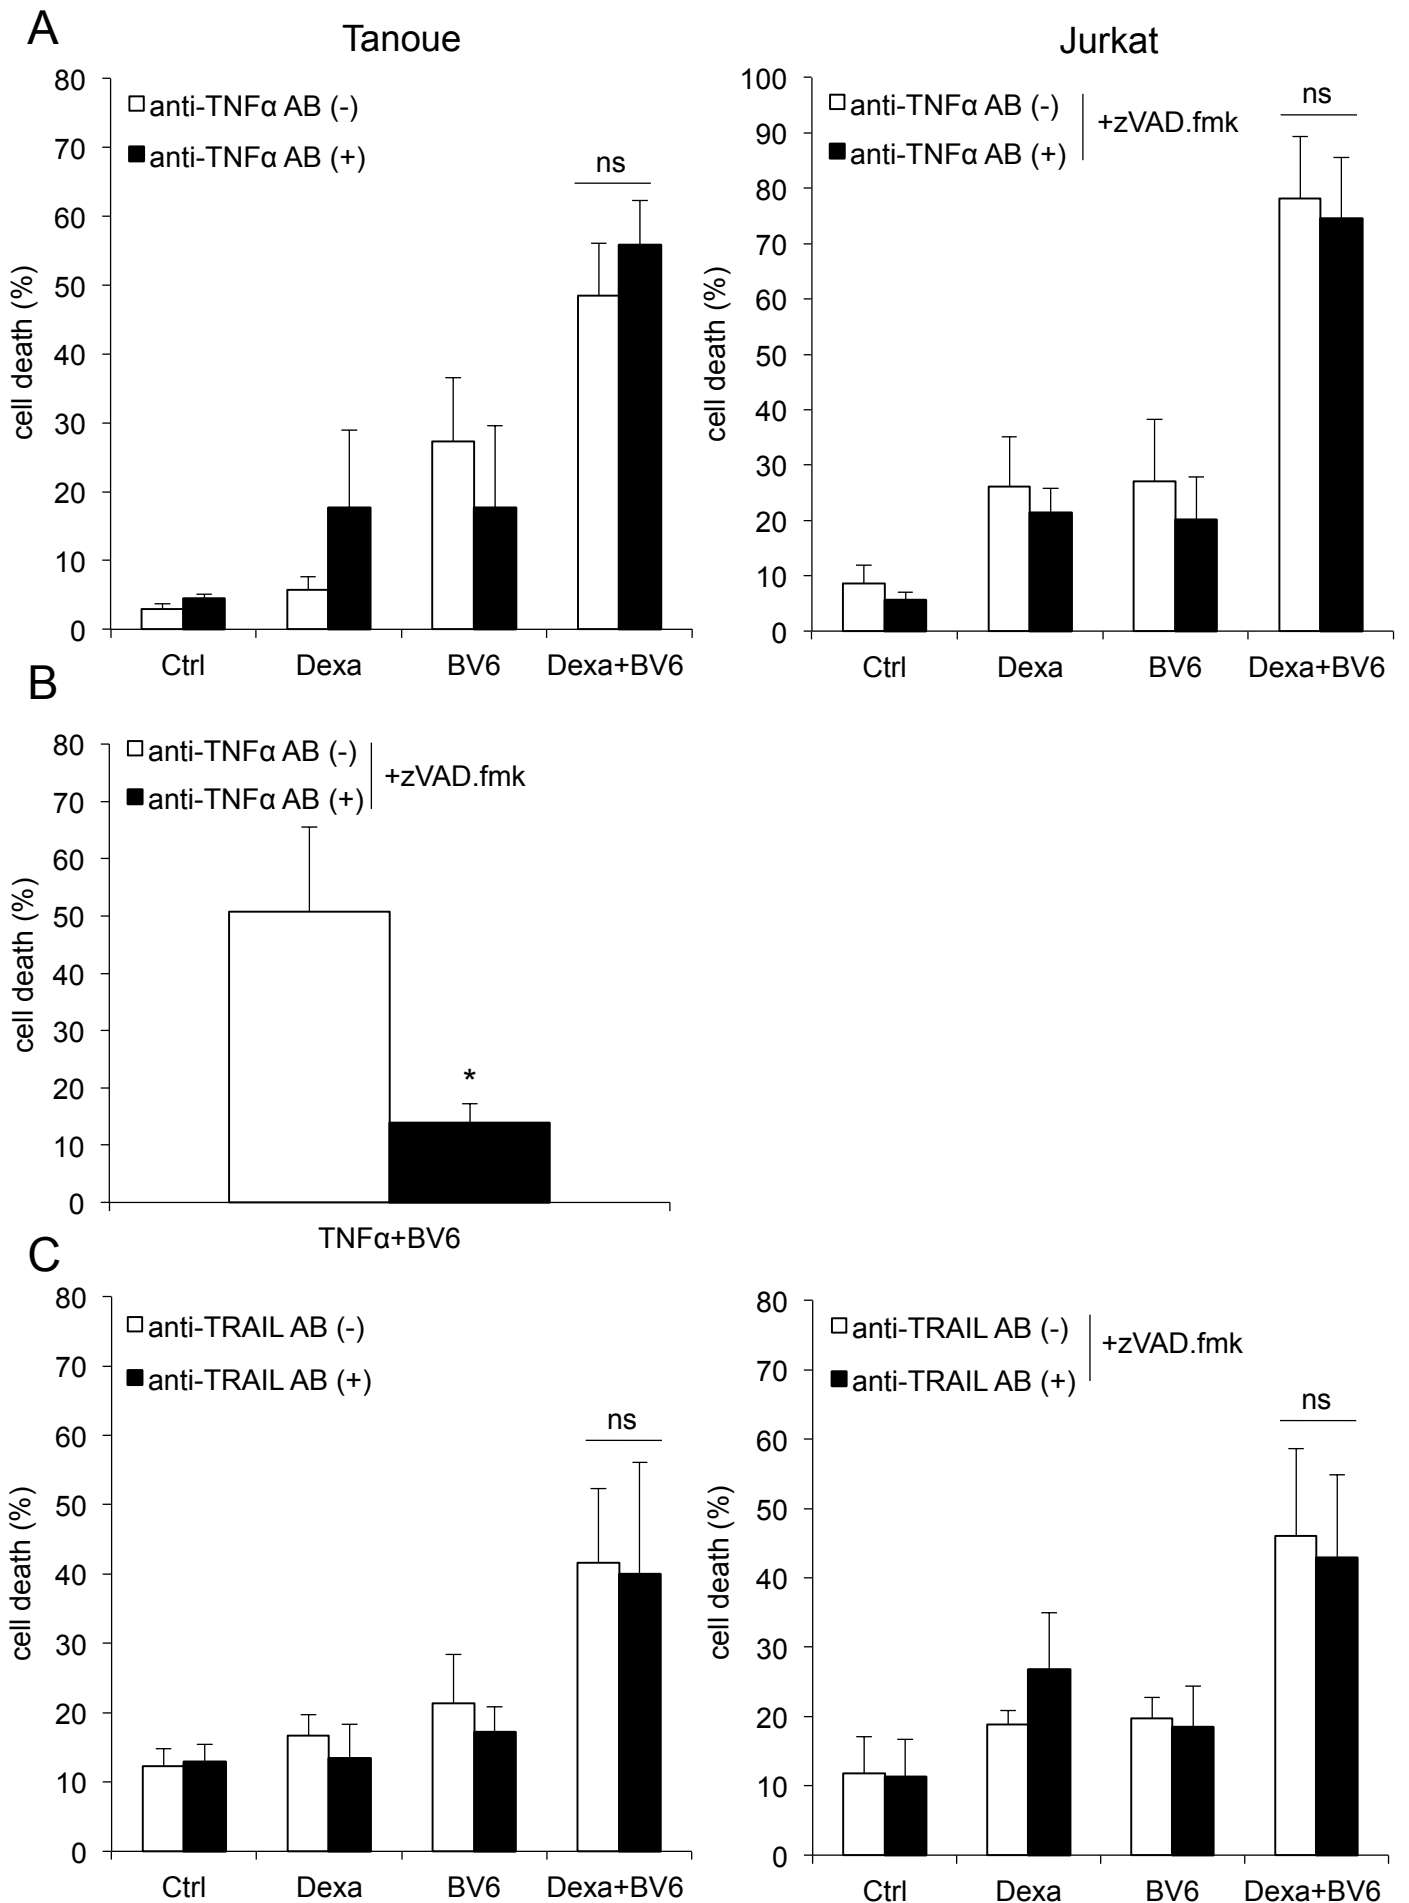 A
Tanoue
Jurkat
80
70
60
50
40
30
20
10
0
cell death (%)
anti-TNFα AB (-)
anti-TNFα AB (+)
ns
Ctrl
Dexa
BV6
Dexa+BV6
100
90
80
70
60
50
40
30
20
10
0
cell death (%)
anti-TNFα AB (-)
anti-TNFα AB (+)
+zVAD.fmk
ns
Ctrl
Dexa
BV6
Dexa+BV6
B
80
70
60
50
40
30
20
10
0
cell death (%)
anti-TNFα AB (-)
anti-TNFα AB (+)
+zVAD.fmk
*
TNFα+BV6
C
80
70
60
50
40
30
20
10
0
cell death (%)
anti-TRAIL AB (-)
anti-TRAIL AB (+)
ns
Ctrl
Dexa
BV6
Dexa+BV6
80
70
60
50
40
30
20
10
0
cell death (%)
anti-TRAIL AB (-)
anti-TRAIL AB (+)
+zVAD.fmk
ns
Ctrl
Dexa
BV6
Dexa+BV6